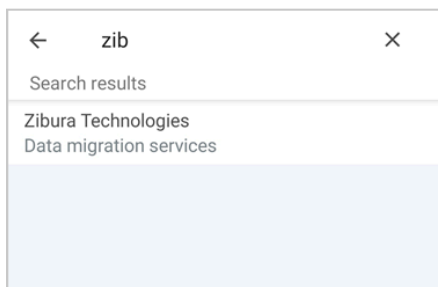 zib
Search results
Zibura Technologies
Data migration services